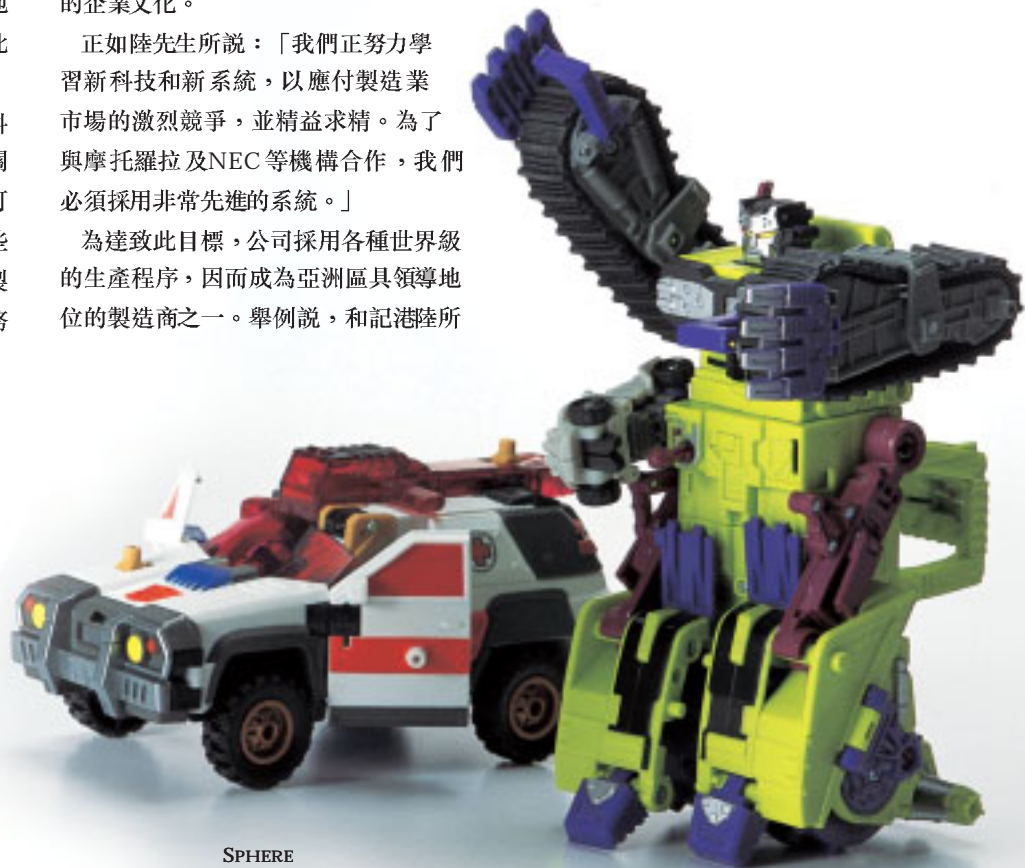 的企業文化。
正如陸先生所説：「我們正努力學
習新科技和新系統，以應付製造業
市場的激烈競爭，並精益求精。為了
與摩托羅拉及NEC等機構合作，我們
必須採用非常先進的系統。」
為達致此目標，公司採用各種世界級
的生產程序，因而成為亞洲區具領導地
位的製造商之一。舉例説，和記港陸所
SPHERE